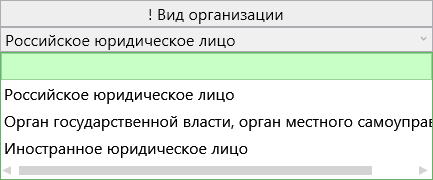 ! Вид организации
Российское юридическое лицо
Российское юридическое лицо
Орган государственной власти, орган местного самоуправ
Иностранное юридическое лицо